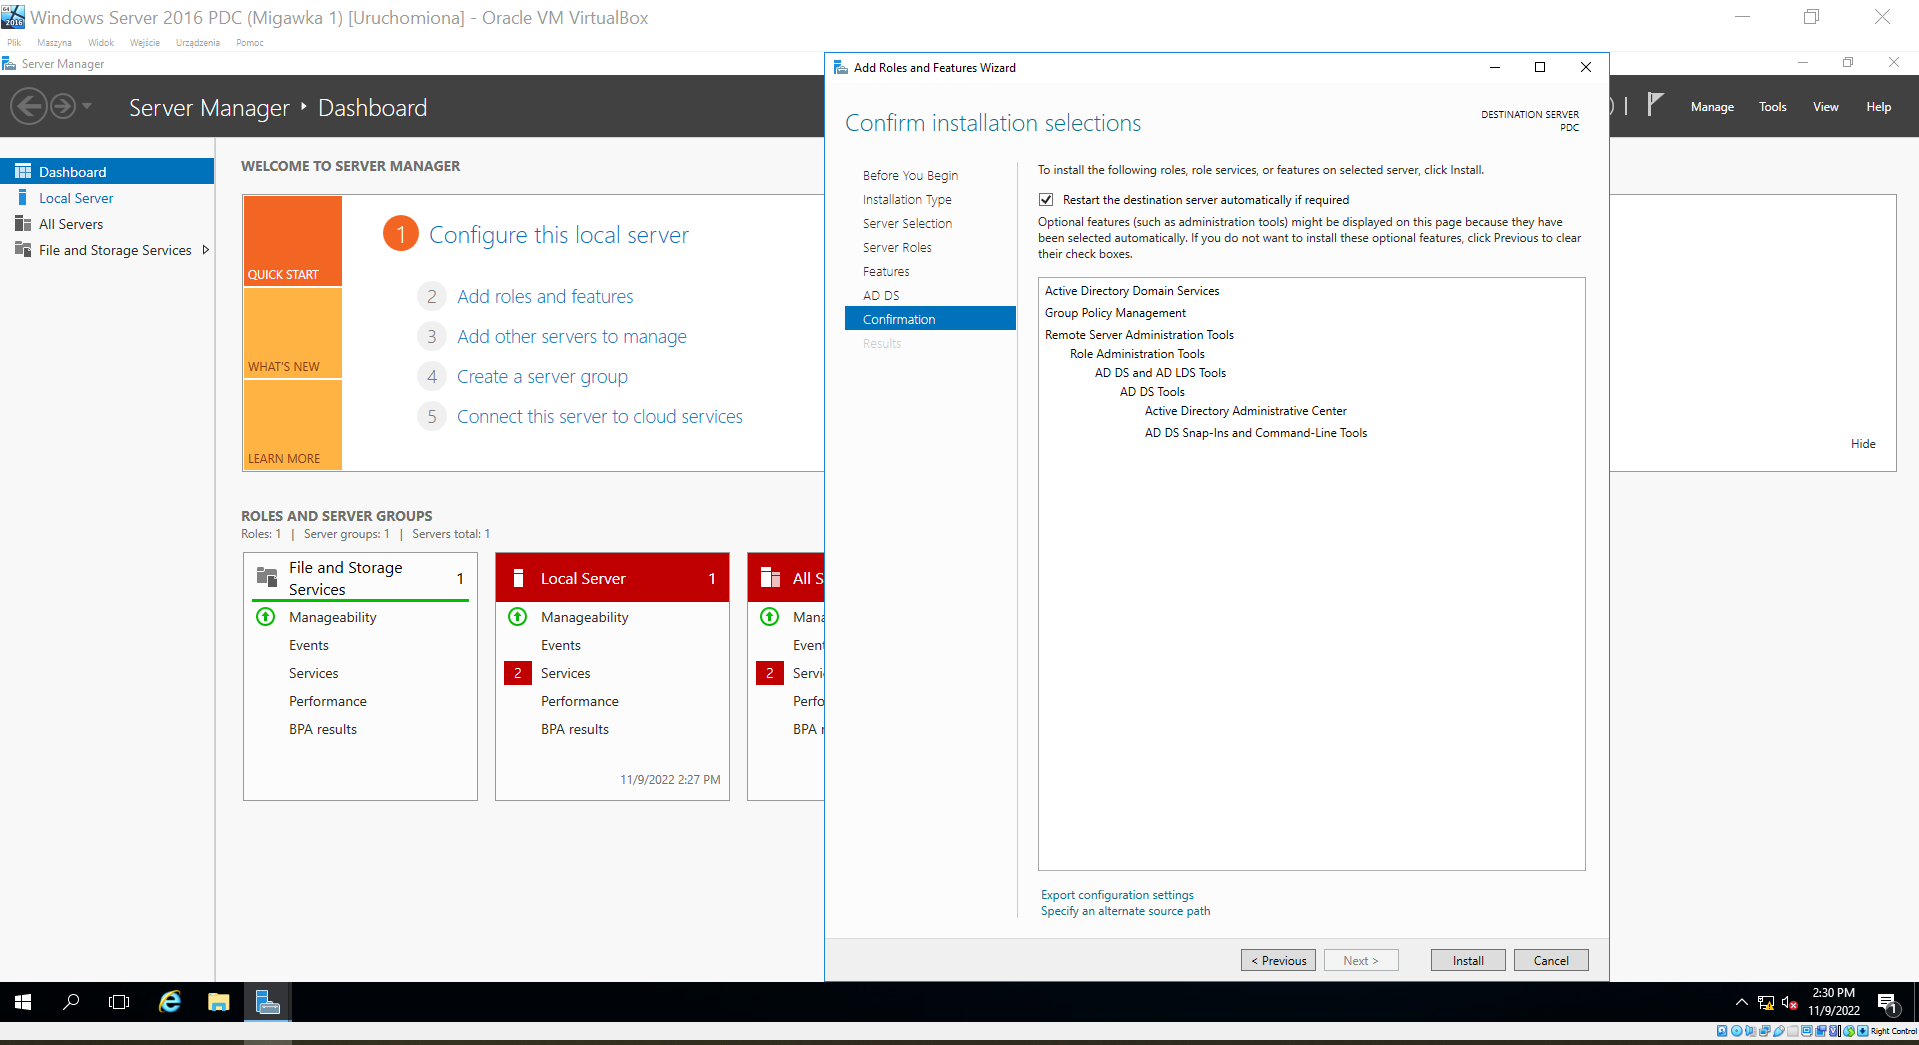 Windows Server 2016 PDC (Migawka 1) [Uruchomiona] - Oracle VM VirtualBox
Plik Maszyna Widok Wejście Urządzenia Pomoc
Server Manager
Server Manager Dashboard
Manage Tools View Help
Dashboard
Local Server
All Servers
File and Storage Services
WELCOME TO SERVER MANAGER
QUICK START
WHAT'S NEW
LEARN MORE
1 Configure this local server
2 Add roles and features
3 Add other servers to manage
4 Create a server group
5 Connect this server to cloud services
Hide
ROLES AND SERVER GROUPS
Roles: 1 | Server groups: 1 | Servers total: 1
File and Storage Services 1
Manageability
Events
Services
Performance
BPA results
Local Server 1
Manageability
Events
2 Services
Performance
BPA results
11/9/2022 2:27 PM
All S
Mana
Event
2 Servi
Perfo
BPA r
Add Roles and Features Wizard
Confirm installation selections
DESTINATION SERVER
PDC
Before You Begin
Installation Type
Server Selection
Server Roles
Features
AD DS
Confirmation
Results
To install the following roles, role services, or features on selected server, click Install.
Restart the destination server automatically if required
Optional features (such as administration tools) might be displayed on this page because they have
been selected automatically. If you do not want to install these optional features, click Previous to clear
their check boxes.
Active Directory Domain Services
Group Policy Management
Remote Server Administration Tools
Role Administration Tools
AD DS and AD LDS Tools
AD DS Tools
Active Directory Administrative Center
AD DS Snap-Ins and Command-Line Tools
Export configuration settings
Specify an alternate source path
< Previous Next > Install Cancel
2:30 PM
11/9/2022
1
Right Control